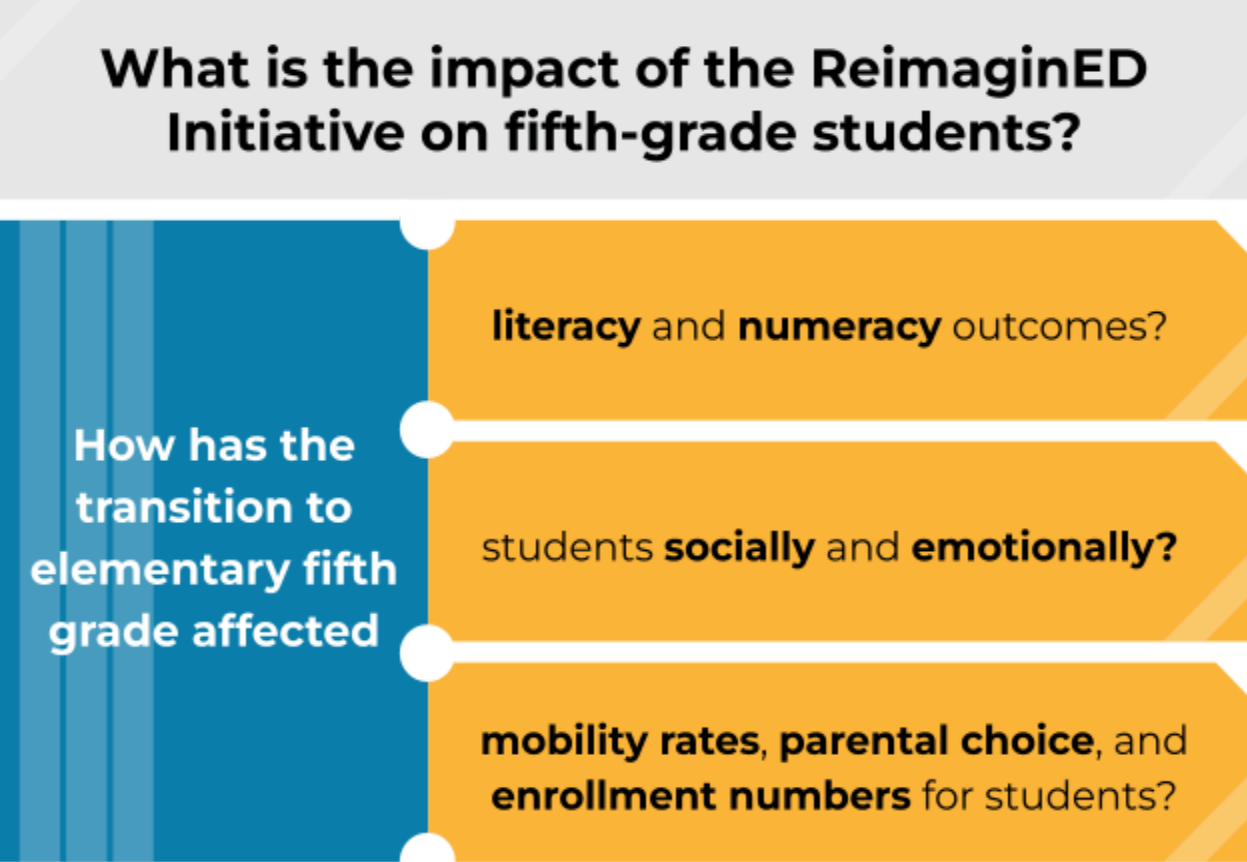 What is the impact of the ReimaginED
Initiative on fifth-grade students?
How has the
transition to
elementary fifth
grade affected
literacy and numeracy outcomes?
students socially and emotionally?
mobility rates, parental choice, and
enrollment numbers for students?